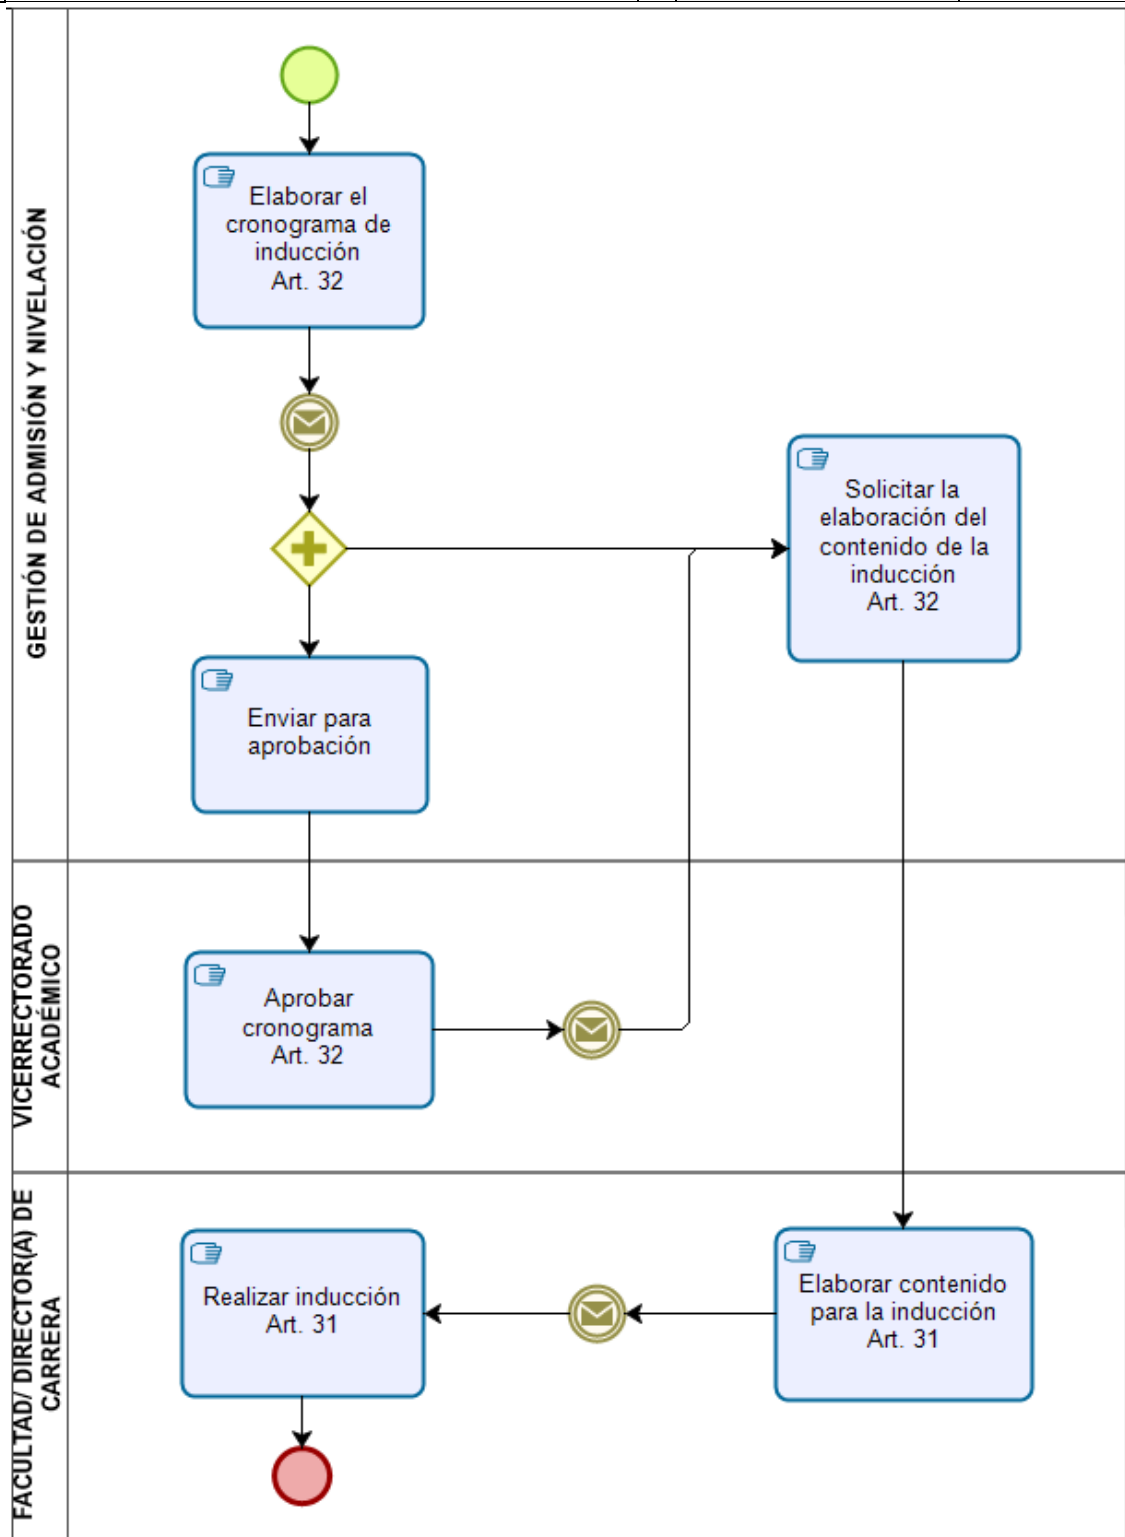 GESTIÓN DE ADMISIÓN Y NIVELACIÓN
Elaborar el
cronograma de
inducción
Art. 32
Solicitar la
elaboración del
contenido de la
inducción
Art. 32
Enviar para
aprobación
VICERRECTORADO
ACADÉMICO
Aprobar
cronograma
Art. 32
FACULTAD/ DIRECTOR(A) DE
CARRERA
Realizar inducción
Art. 31
Elaborar contenido
para la inducción
Art. 31